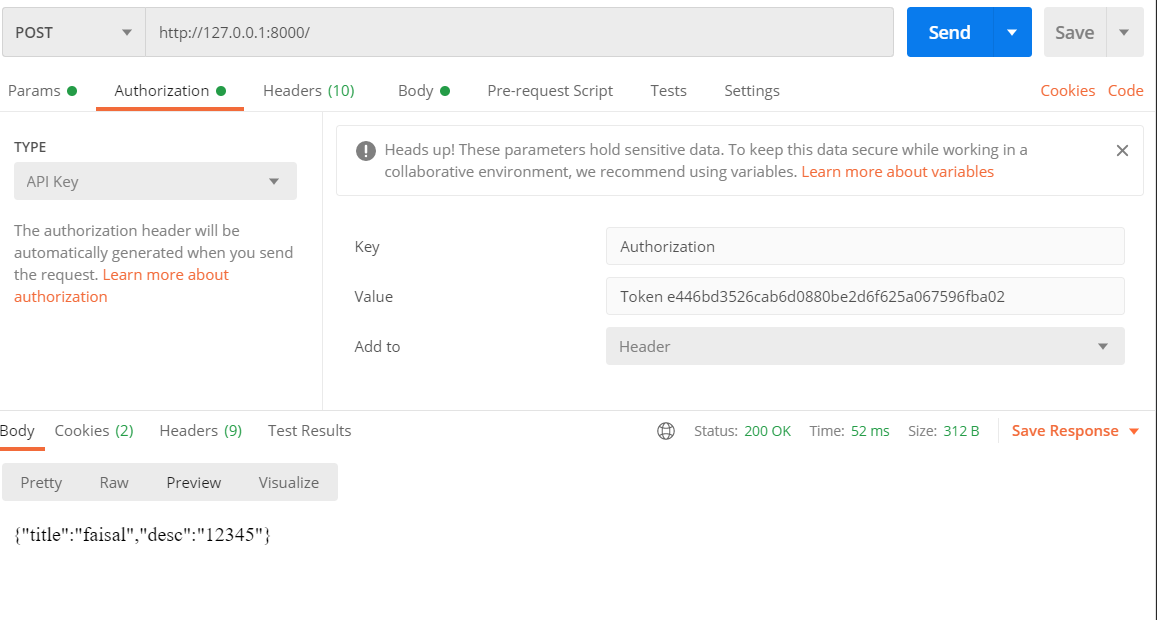 POST http://127.0.0.1:8000/ Send Save
Params Authorization Headers (10) Body Pre-request Script Tests Settings Cookies Code
TYPE
API Key
The authorization header will be
automatically generated when you send
the request. Learn more about
authorization
! Heads up! These parameters hold sensitive data. To keep this data secure while working in a
collaborative environment, we recommend using variables. Learn more about variables
Key Authorization
Value Token e446bd3526cab6d0880be2d6f625a067596fba02
Add to Header
Body Cookies (2) Headers (9) Test Results Status: 200 OK Time: 52 ms Size: 312 B Save Response
Pretty Raw Preview Visualize
{"title":"faisal","desc":"12345"}